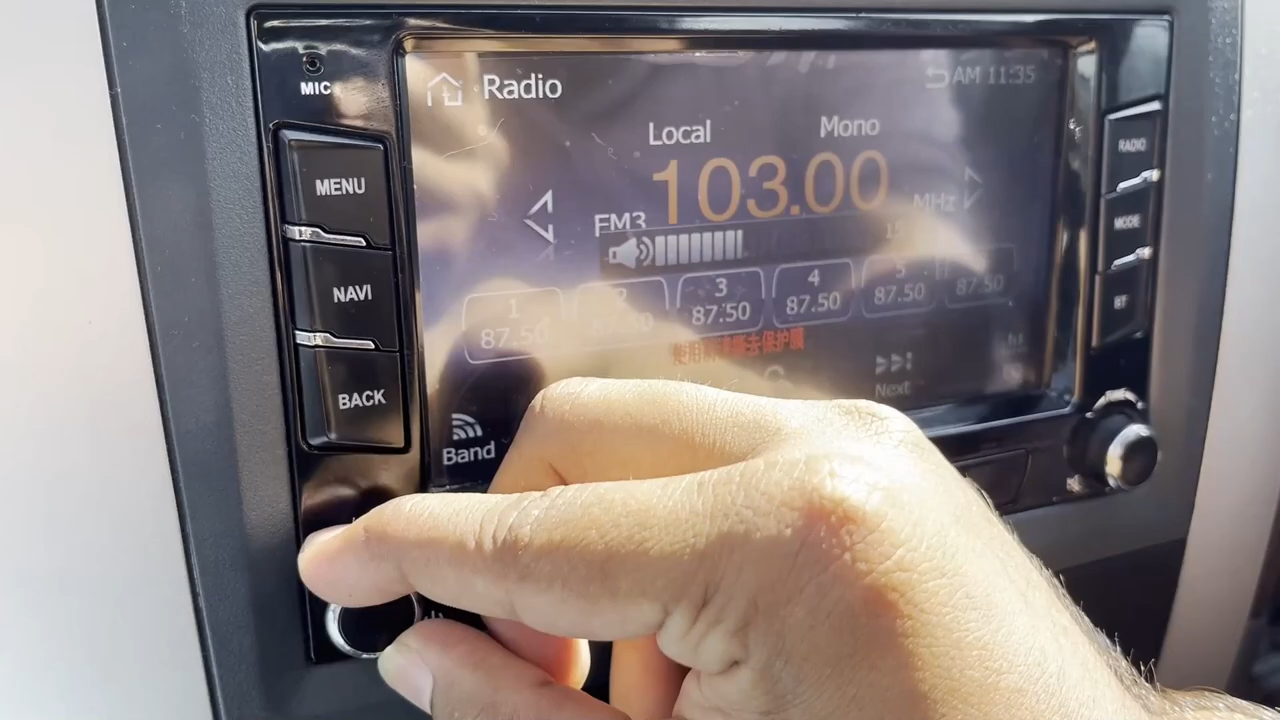 MIC
Radio
AM 11:35
Local
Mono
MENU
RADIO
FM3
103.00
MHz
MODE
NAVI
1
87.50
2
3
87.50
4
87.50
5
87.50
87.50
BT
BACK
Next
Band